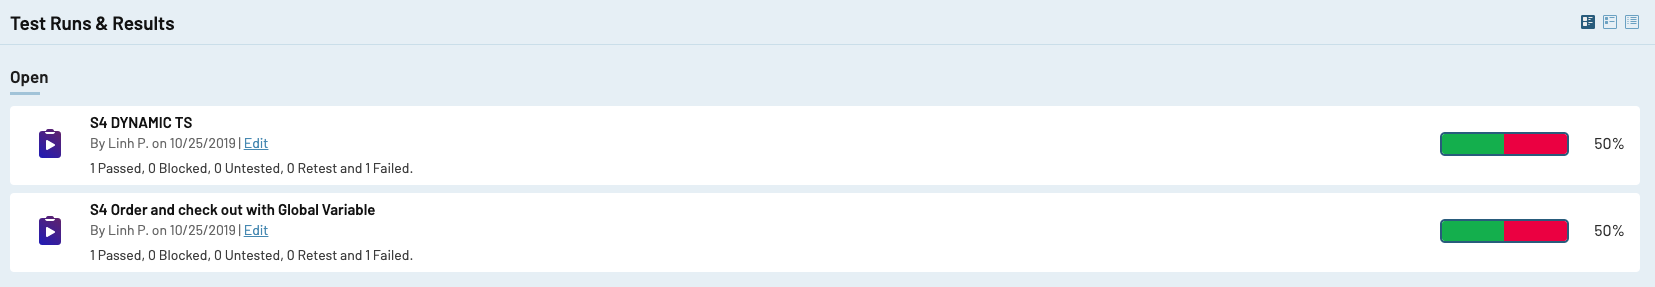 Test Runs & Results
Open
S4 DYNAMIC TS
By Linh P. on 10/25/2019 | Edit
1 Passed, 0 Blocked, 0 Untested, 0 Retest and 1 Failed.
50%
S4 Order and check out with Global Variable
By Linh P. on 10/25/2019 | Edit
1 Passed, 0 Blocked, 0 Untested, 0 Retest and 1 Failed.
50%